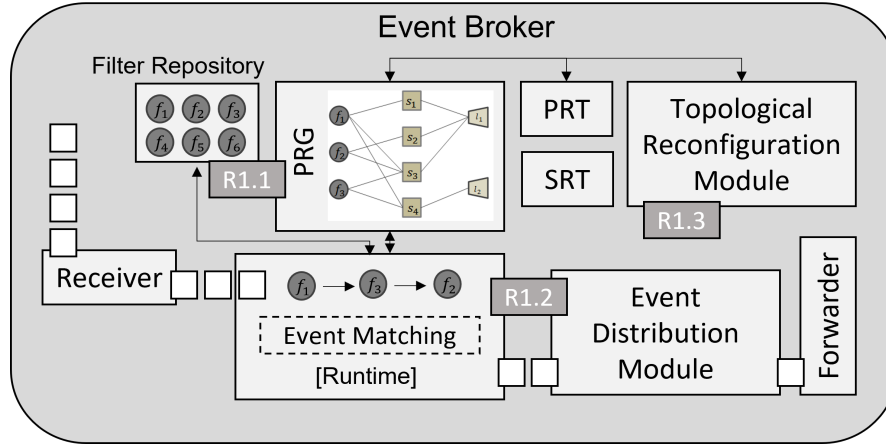 Event Broker
Filter Repository
f1 f2 f3
f4 f5 f6
R1.1
PRG
f1
f2
f3
s1
s2
s3
s4
l1
l2
PRT
SRT
Topological
Reconfiguration
Module
R1.3
Receiver
f1 f3 f2
Event Matching
[Runtime]
R1.2
Event
Distribution
Module
Forwarder